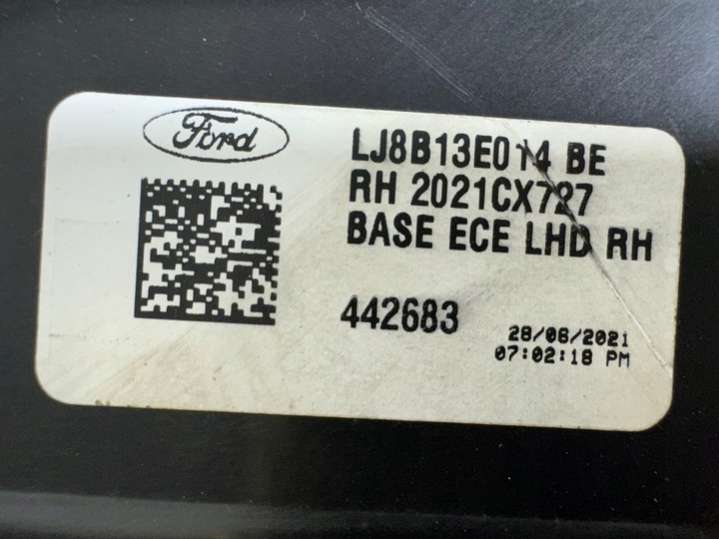 Ford
LJ8B13E014 BE
RH 2021CX727
BASE ECE LHD RH
442683
28/06/2021
07:02:18 PM